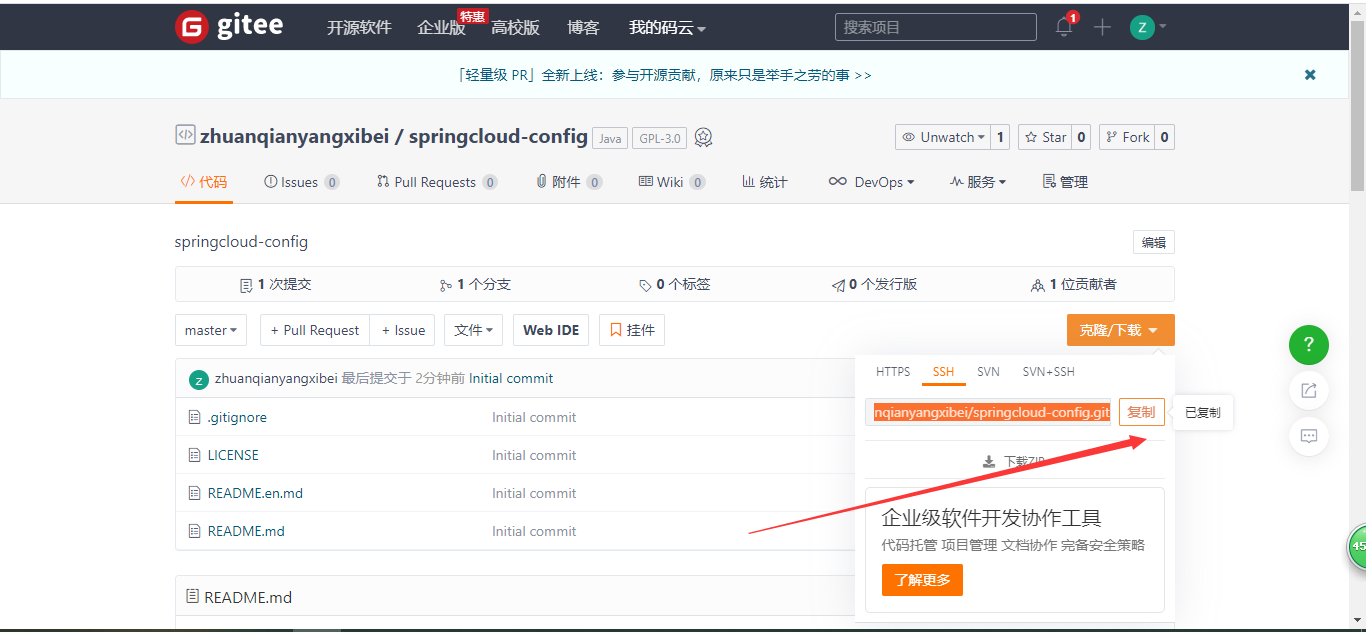 gitee 开源软件 企业版 特惠 高校版 博客 我的码云 搜索项目 1 Z
「轻量级 PR」全新上线：参与开源贡献，原来只是举手之劳的事 >>
zhuanqianyangxibei / springcloud-config Java GPL-3.0 Unwatch 1 Star 0 Fork 0
代码 Issues 0 Pull Requests 0 附件 0 Wiki 0 统计 DevOps 服务 管理
springcloud-config 编辑
1 次提交 1 个分支 0 个标签 0 个发行版 1 位贡献者
master + Pull Request + Issue 文件 Web IDE 挂件 克隆/下载
?
HTTPS SSH SVN SVN+SSH
z zhuanqianyangxibei 最后提交于 2分钟前 Initial commit
nqianyangxibei/springcloud-config.git 复制 已复制
.gitignore Initial commit
LICENSE Initial commit
下载ZIP
README.en.md Initial commit
README.md Initial commit
企业级软件开发协作工具
代码托管 项目管理 文档协作 完备安全策略
45
了解更多
README.md